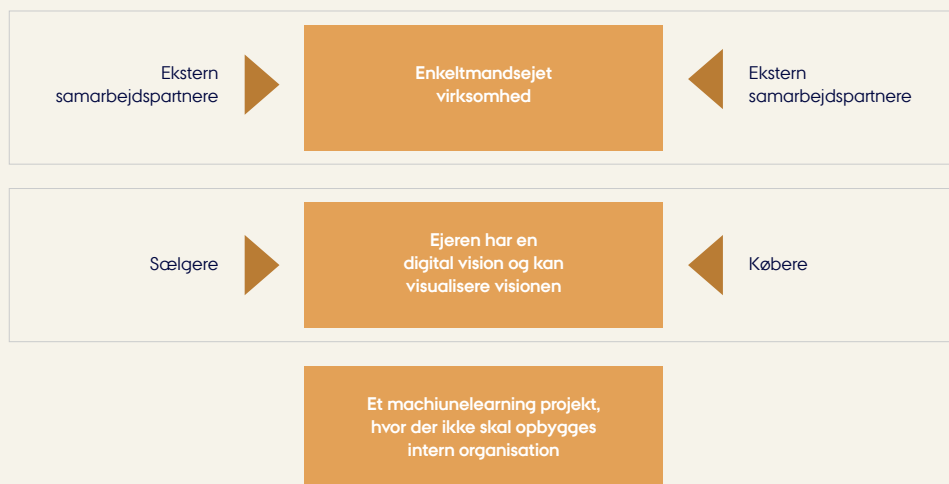 Ekstern
samarbejdspartnere
Enkeltmandsejet
virksomhed
Ekstern
samarbejdspartnere
Sælgere
Ejeren har en
digital vision og kan
visualisere visionen
Købere
Et machiunelearning projekt,
hvor der ikke skal opbygges
intern organisation